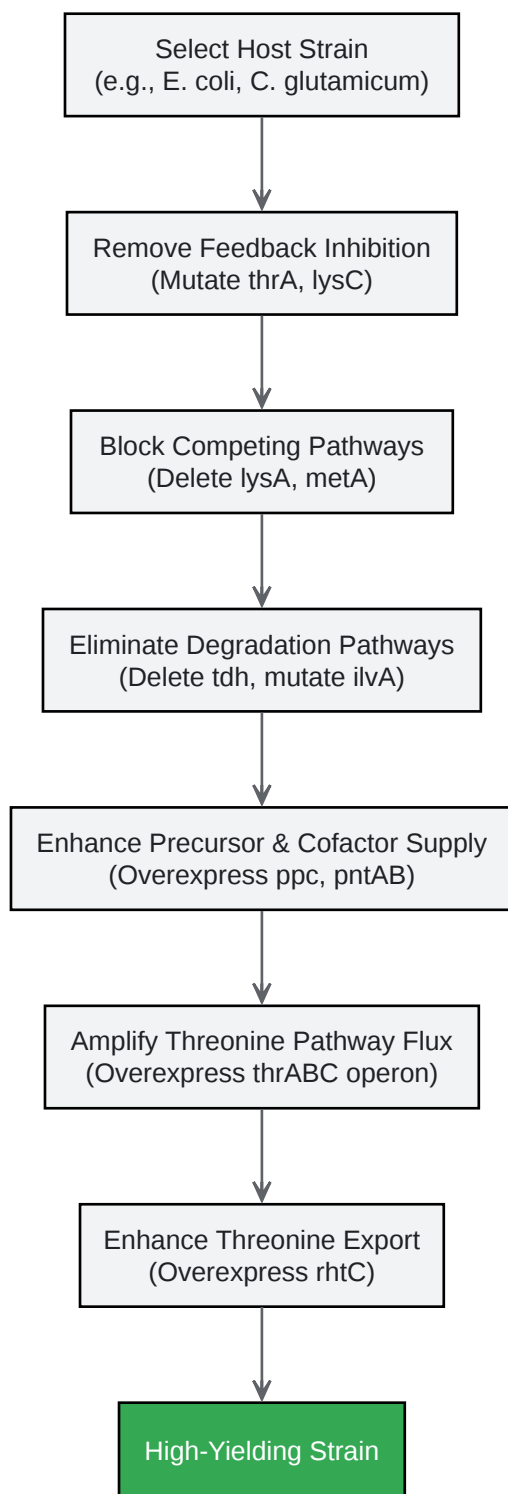 Select Host Strain
(e.g., E. coli, C. glutamicum)
Remove Feedback Inhibition
(Mutate thrA, lysC)
Block Competing Pathways
(Delete lysA, metA)
Eliminate Degradation Pathways
(Delete tdh, mutate ilvA)
Enhance Precursor & Cofactor Supply
(Overexpress ppc, pntAB)
Amplify Threonine Pathway Flux
(Overexpress thrABC operon)
Enhance Threonine Export
(Overexpress rhtC)
High-Yielding Strain